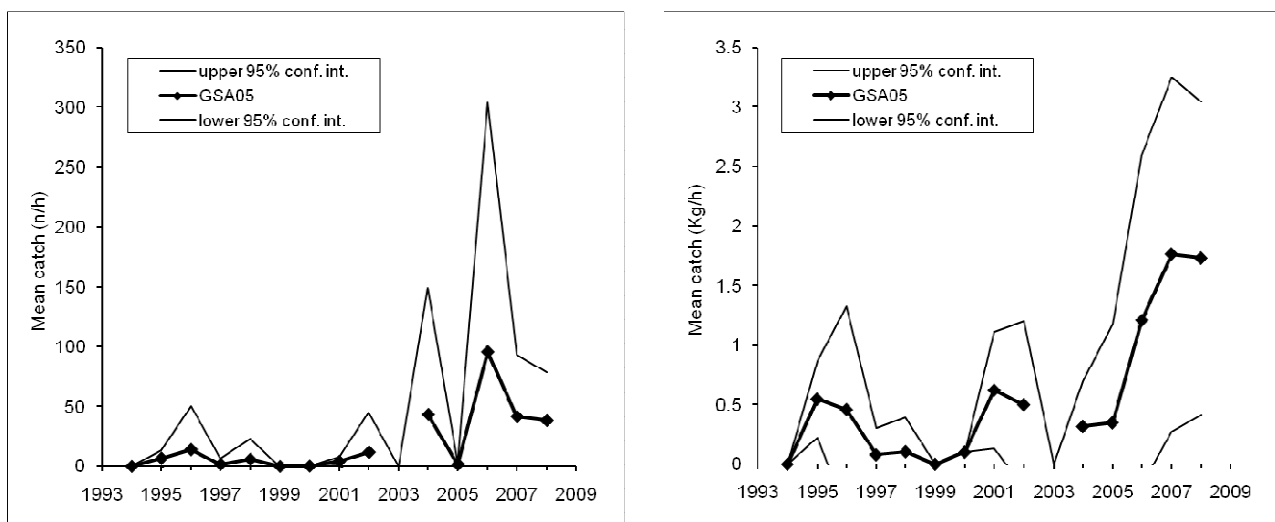 350
300
250
200
150
100
50
0
Mean catch (n/h)
upper 95% conf. int.
GSA05
lower 95% conf. int.
1993 1995 1997 1999 2001 2003 2005 2007 2009
3.5
3
2.5
2
1.5
1
0.5
0
Mean catch (Kg/h)
upper 95% conf. int.
GSA05
lower 95% conf. int.
1993 1995 1997 1999 2001 2003 2005 2007 2009